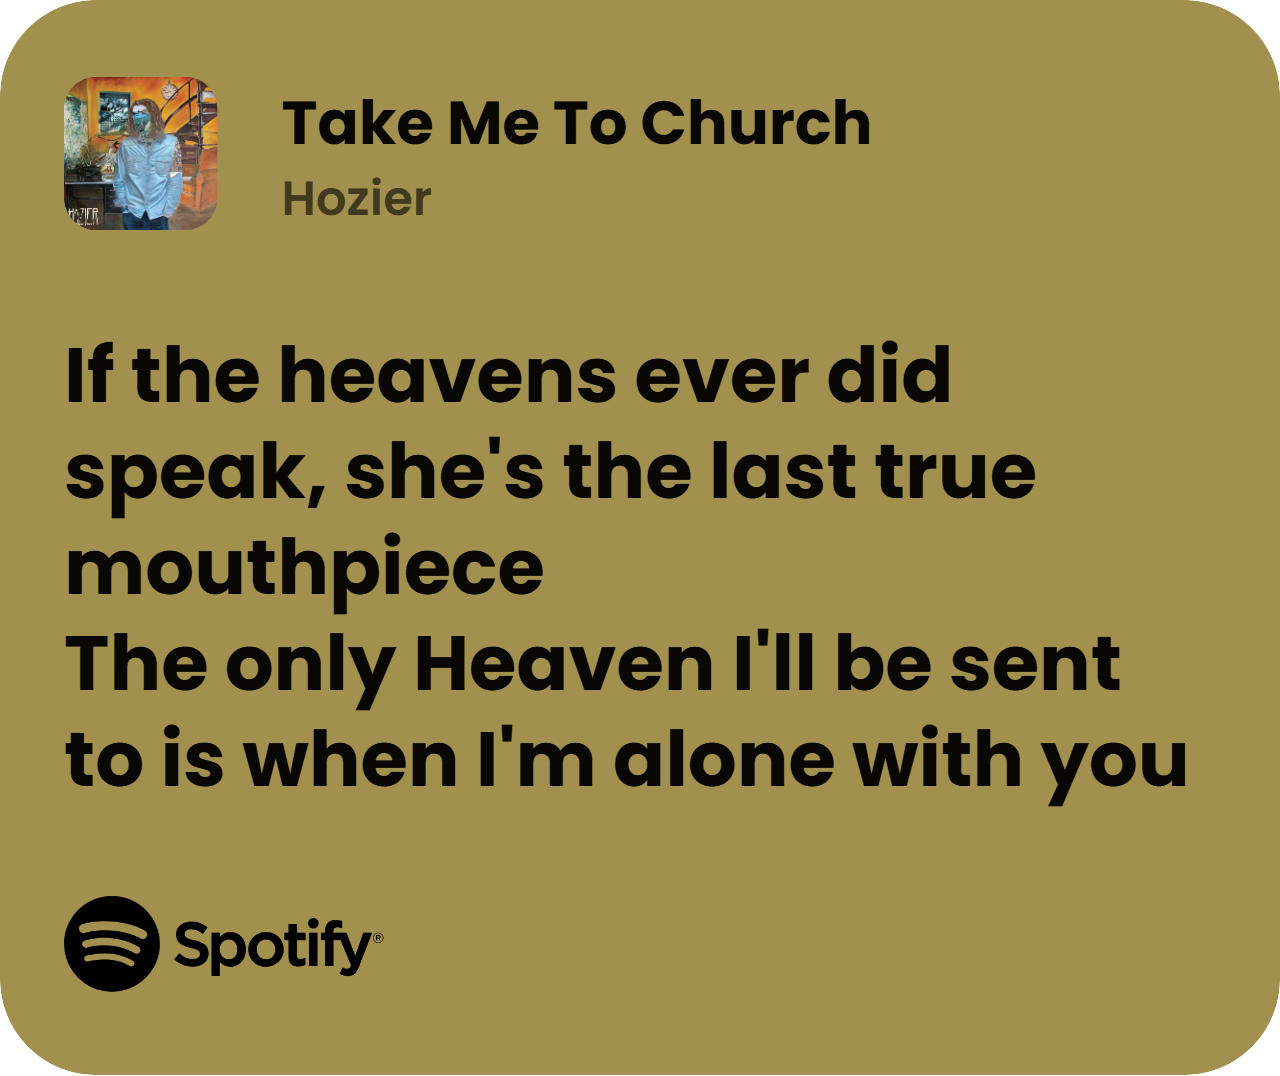 Take Me To Church
Hozier
HOZIER
If the heavens ever did
speak, she's the last true
mouthpiece
The only Heaven I'll be sent
to is when I'm alone with you
Spotify®